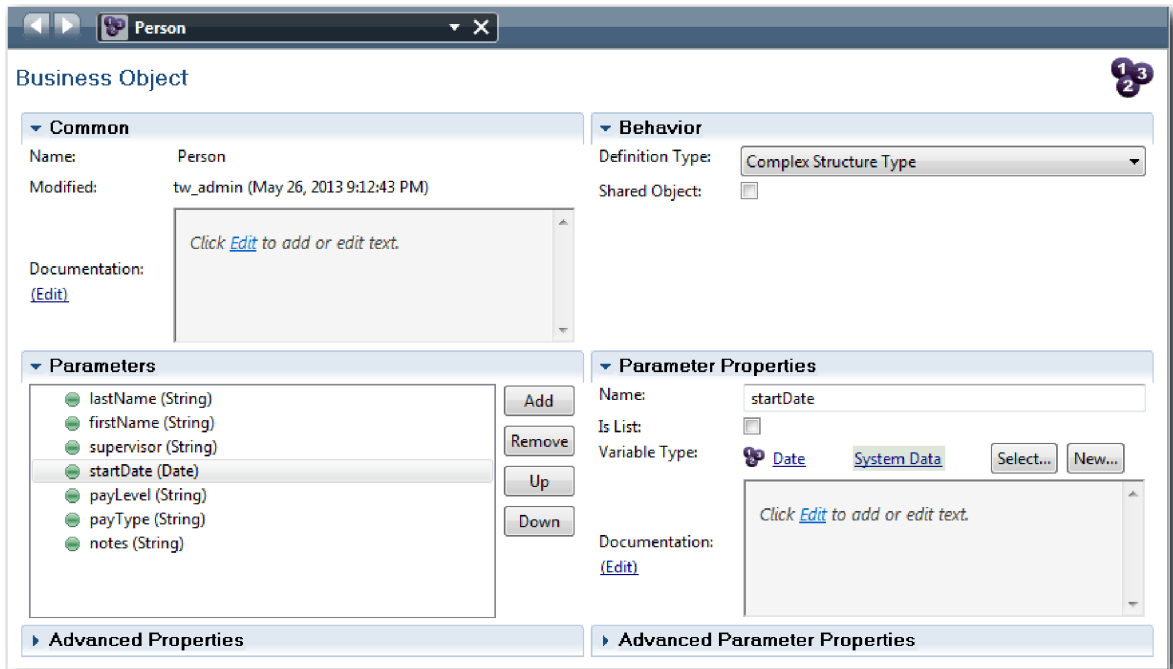 Person
Business Object
1 3
2
Common
Name: Person
Modified: tw_admin (May 26, 2013 9:12:43 PM)
Click Edit to add or edit text.
Documentation:
(Edit)
Behavior
Definition Type: Complex Structure Type
Shared Object:
Parameters
lastName (String)
firstName (String)
supervisor (String)
startDate (Date)
payLevel (String)
payType (String)
notes (String)
Add
Remove
Up
Down
Parameter Properties
Name: startDate
Is List:
Variable Type: Date System Data Select... New...
Click Edit to add or edit text.
Documentation:
(Edit)
Advanced Properties
Advanced Parameter Properties